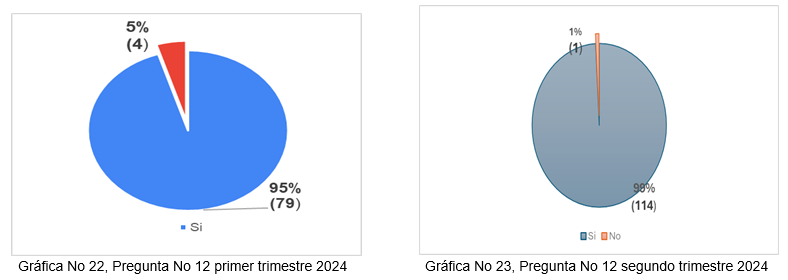 5%
(4)
95%
(79)
Si
Gráfica No 22, Pregunta No 12 primer trimestre 2024
1%
(1)
99%
(114)
Si No
Gráfica No 23, Pregunta No 12 segundo trimestre 2024